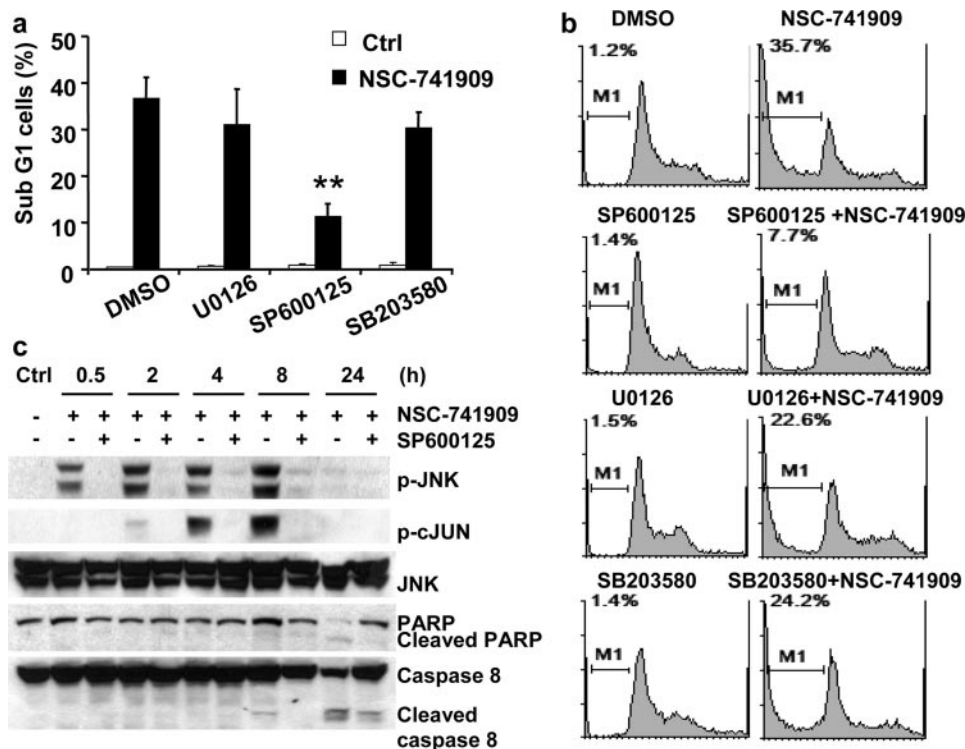 a
Sub G1 cells (%)
50
40
30
20
10
0
Ctrl
NSC-741909
**
DMSO
U0126
SP600125
SB203580
b
DMSO
NSC-741909
1.2%
35.7%
M1
M1
SP600125
SP600125 +NSC-741909
1.4%
7.7%
M1
M1
U0126
U0126+NSC-741909
1.5%
22.6%
M1
M1
SB203580
SB203580+NSC-741909
1.4%
24.2%
M1
M1
c
Ctrl 0.5 2 4 8 24 (h)
- + + + + + + + + + + NSC-741909
- - + - + - + - + - + SP600125
p-JNK
p-cJUN
JNK
PARP
Cleaved PARP
Caspase 8
Cleaved
caspase 8